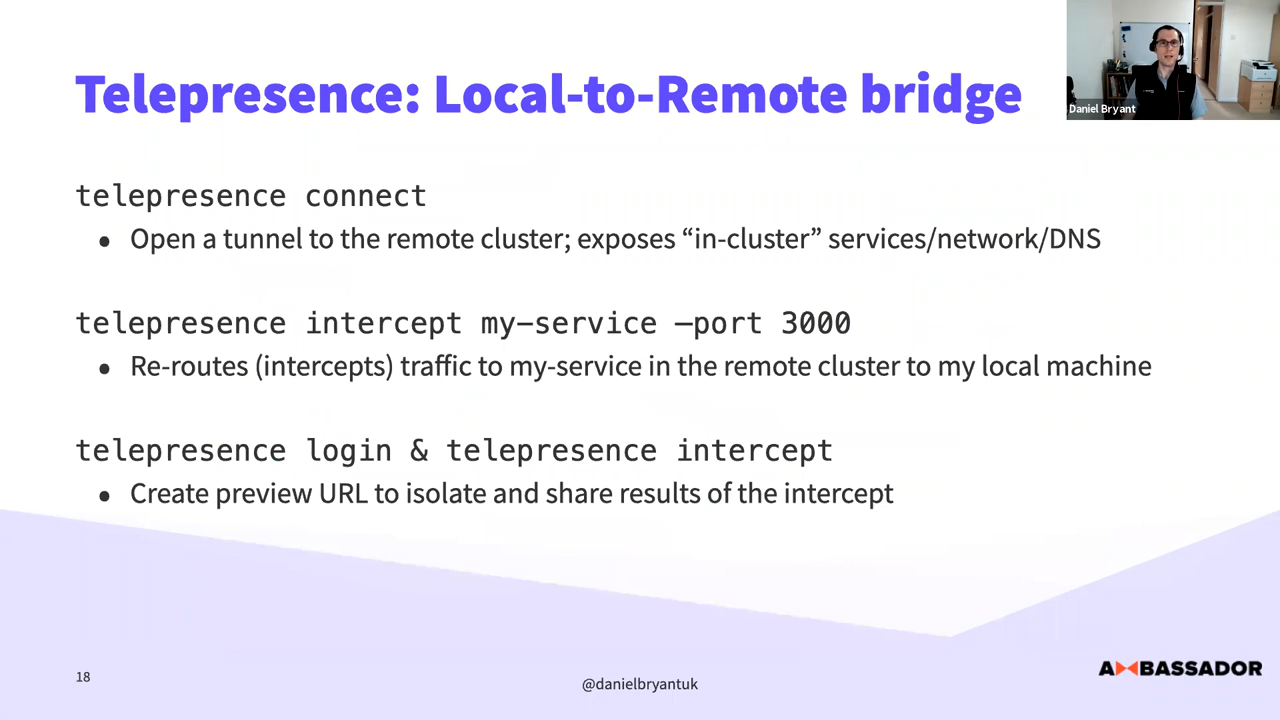 Telepresence: Local-to-Remote bridge
Daniel Bryant
telepresence connect
• Open a tunnel to the remote cluster; exposes “in-cluster” services/network/DNS
telepresence intercept my-service –port 3000
• Re-routes (intercepts) traffic to my-service in the remote cluster to my local machine
telepresence login & telepresence intercept
• Create preview URL to isolate and share results of the intercept
18
@danielbryantuk
AMBASSADOR